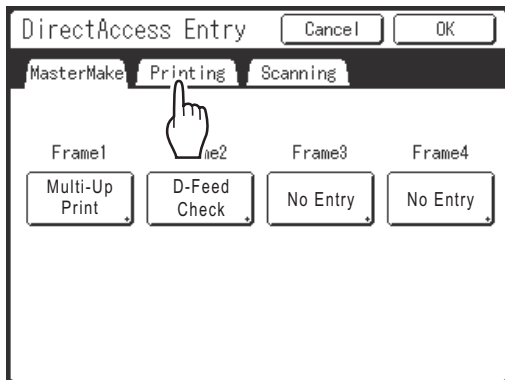 DirectAccess Entry Cancel OK
MasterMake Printing Scanning
Frame1 Frame3 Frame4
Multi-Up
Print
D-Feed
Check
No Entry
No Entry